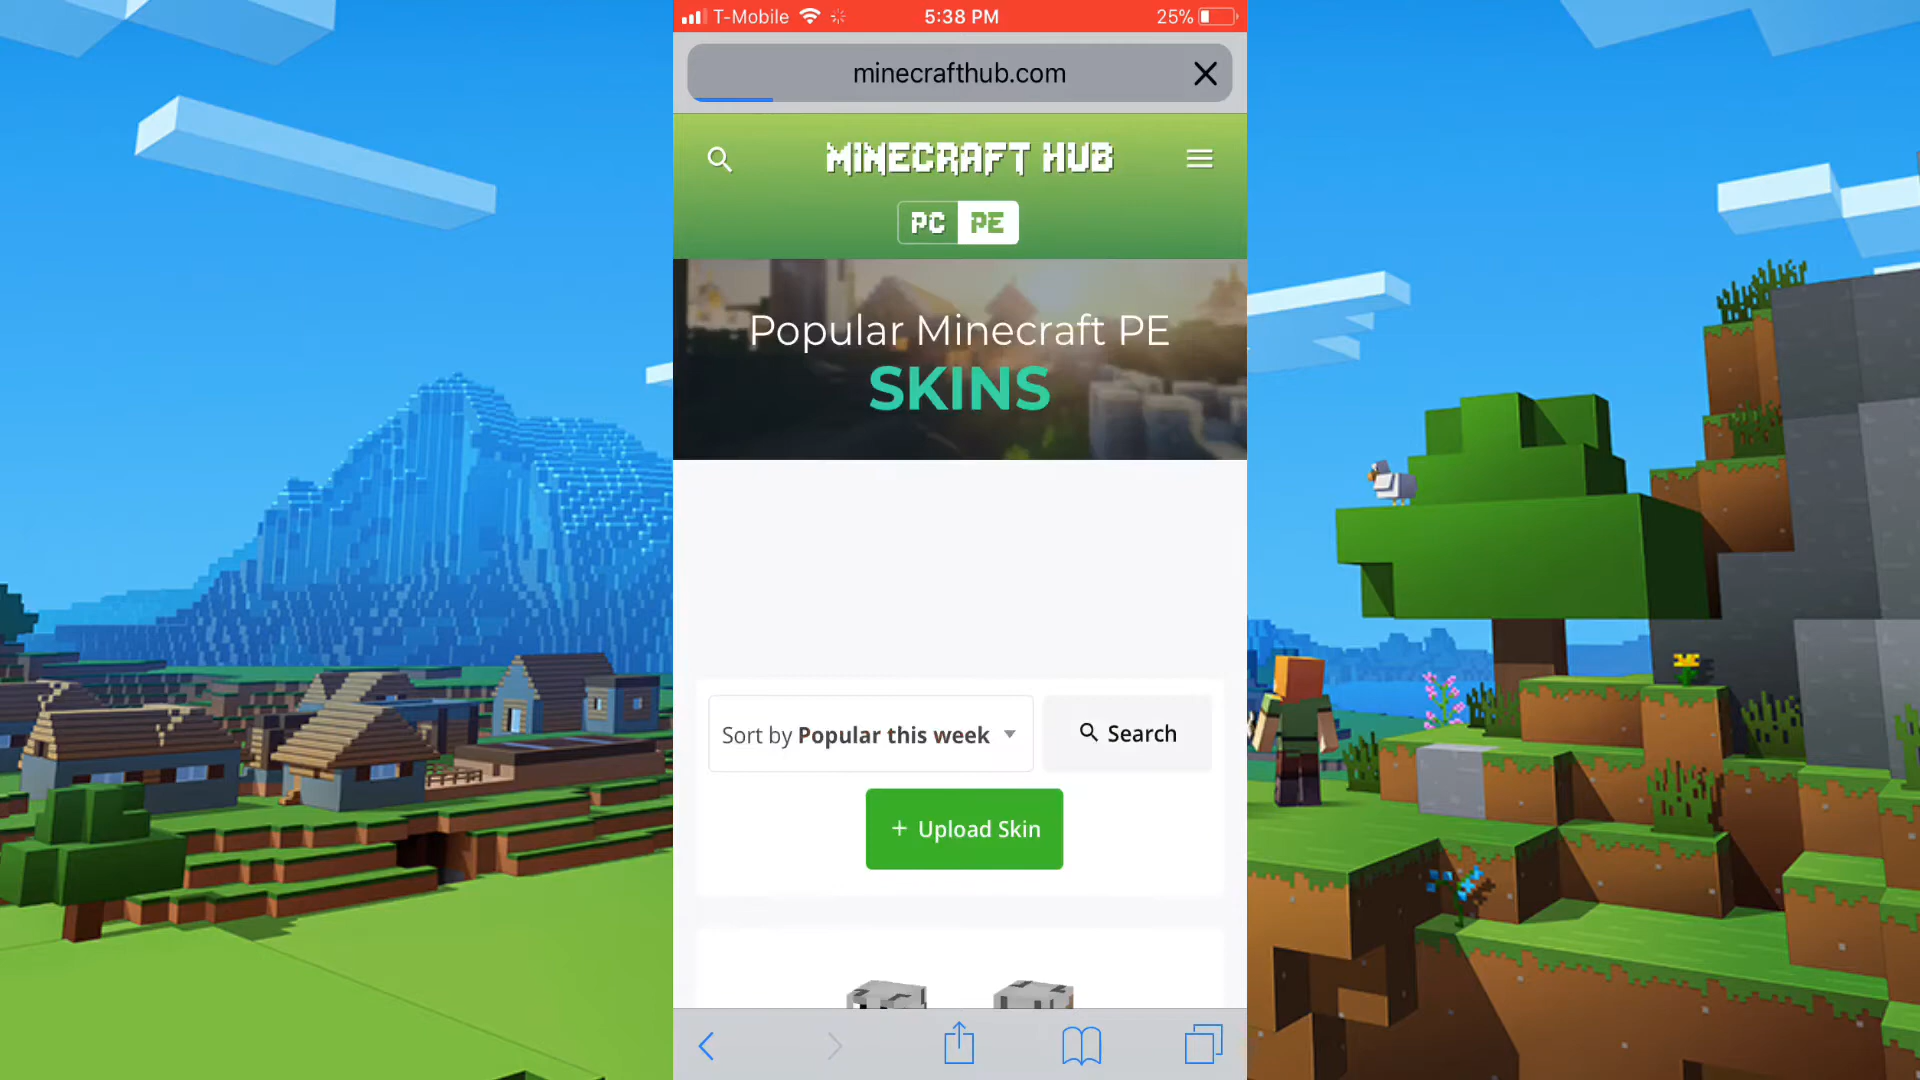 T-Mobile 5:38 PM 25%
minecrafthub.com
MINECRAFT HUB
PC PE
Popular Minecraft PE
SKINS
Sort by Popular this week
Search
+ Upload Skin